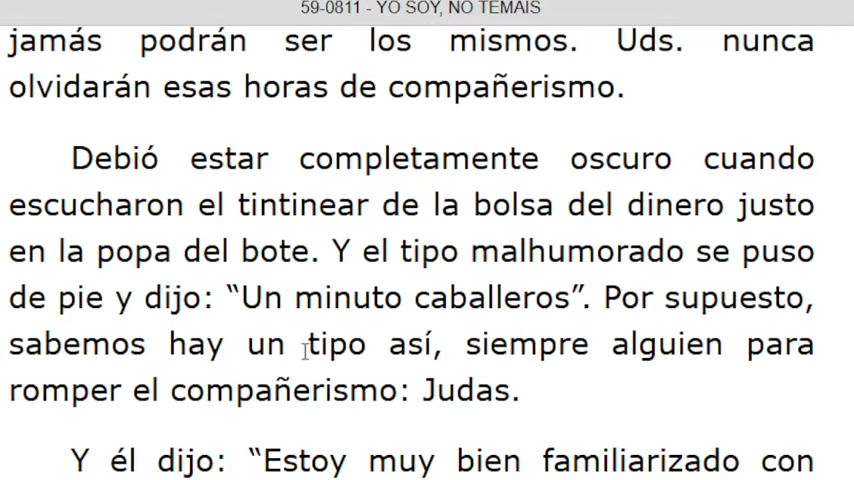 59-0811 - YO SOY, NO TEMAIS
jamás podrán ser los mismos. Uds. nunca
olvidarán esas horas de compañerismo.
Debió estar completamente oscuro cuando
escucharon el tintinear de la bolsa del dinero justo
en la popa del bote. Y el tipo malhumorado se puso
de pie y dijo: “Un minuto caballeros”. Por supuesto,
sabemos hay un tipo así, siempre alguien para
romper el compañerismo: Judas.
Y él dijo: “Estoy muy bien familiarizado con